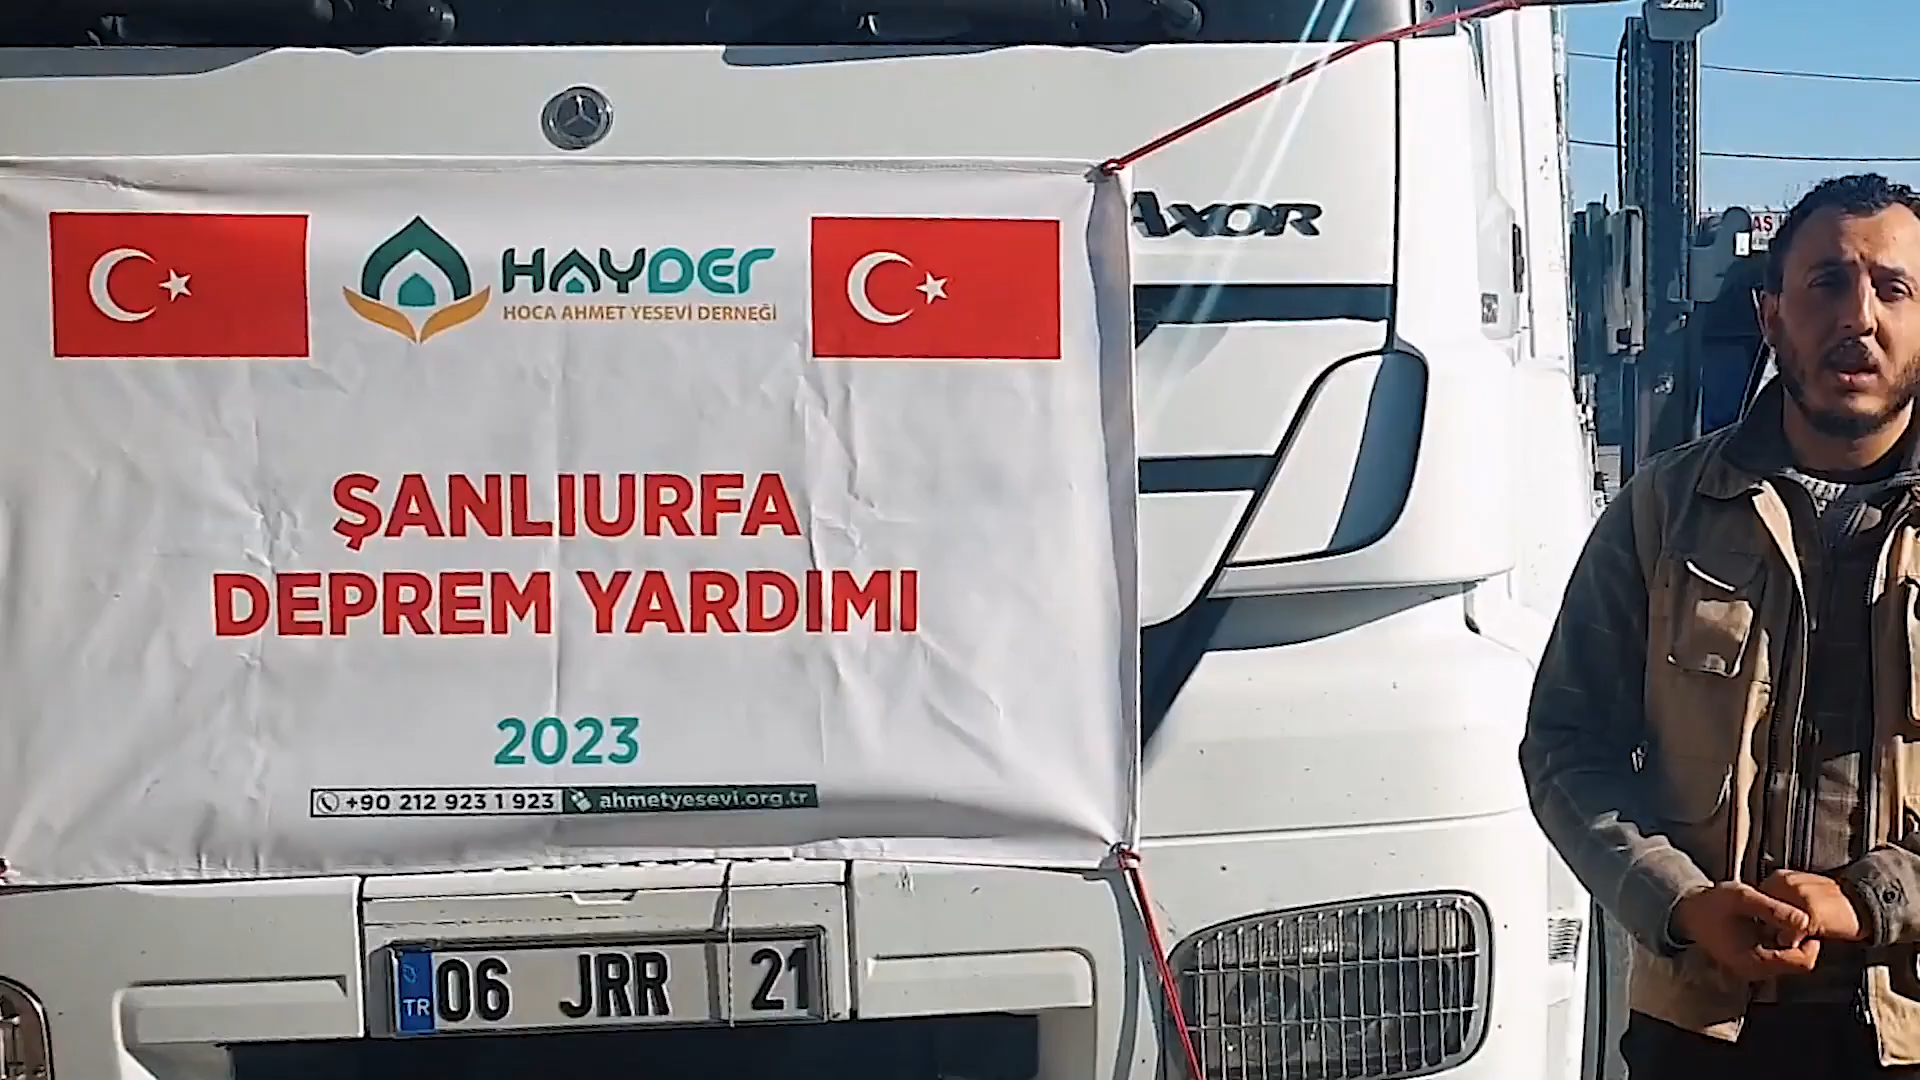 Linde
HAYDER
HOCA AHMET YESEVİ DERNEĞİ
AXOR
ŞANLIURFA
DEPREM YARDIMI
2023
+90 212 923 1 923 ahmetyesevi.org.tr
TR 06 JRR 21